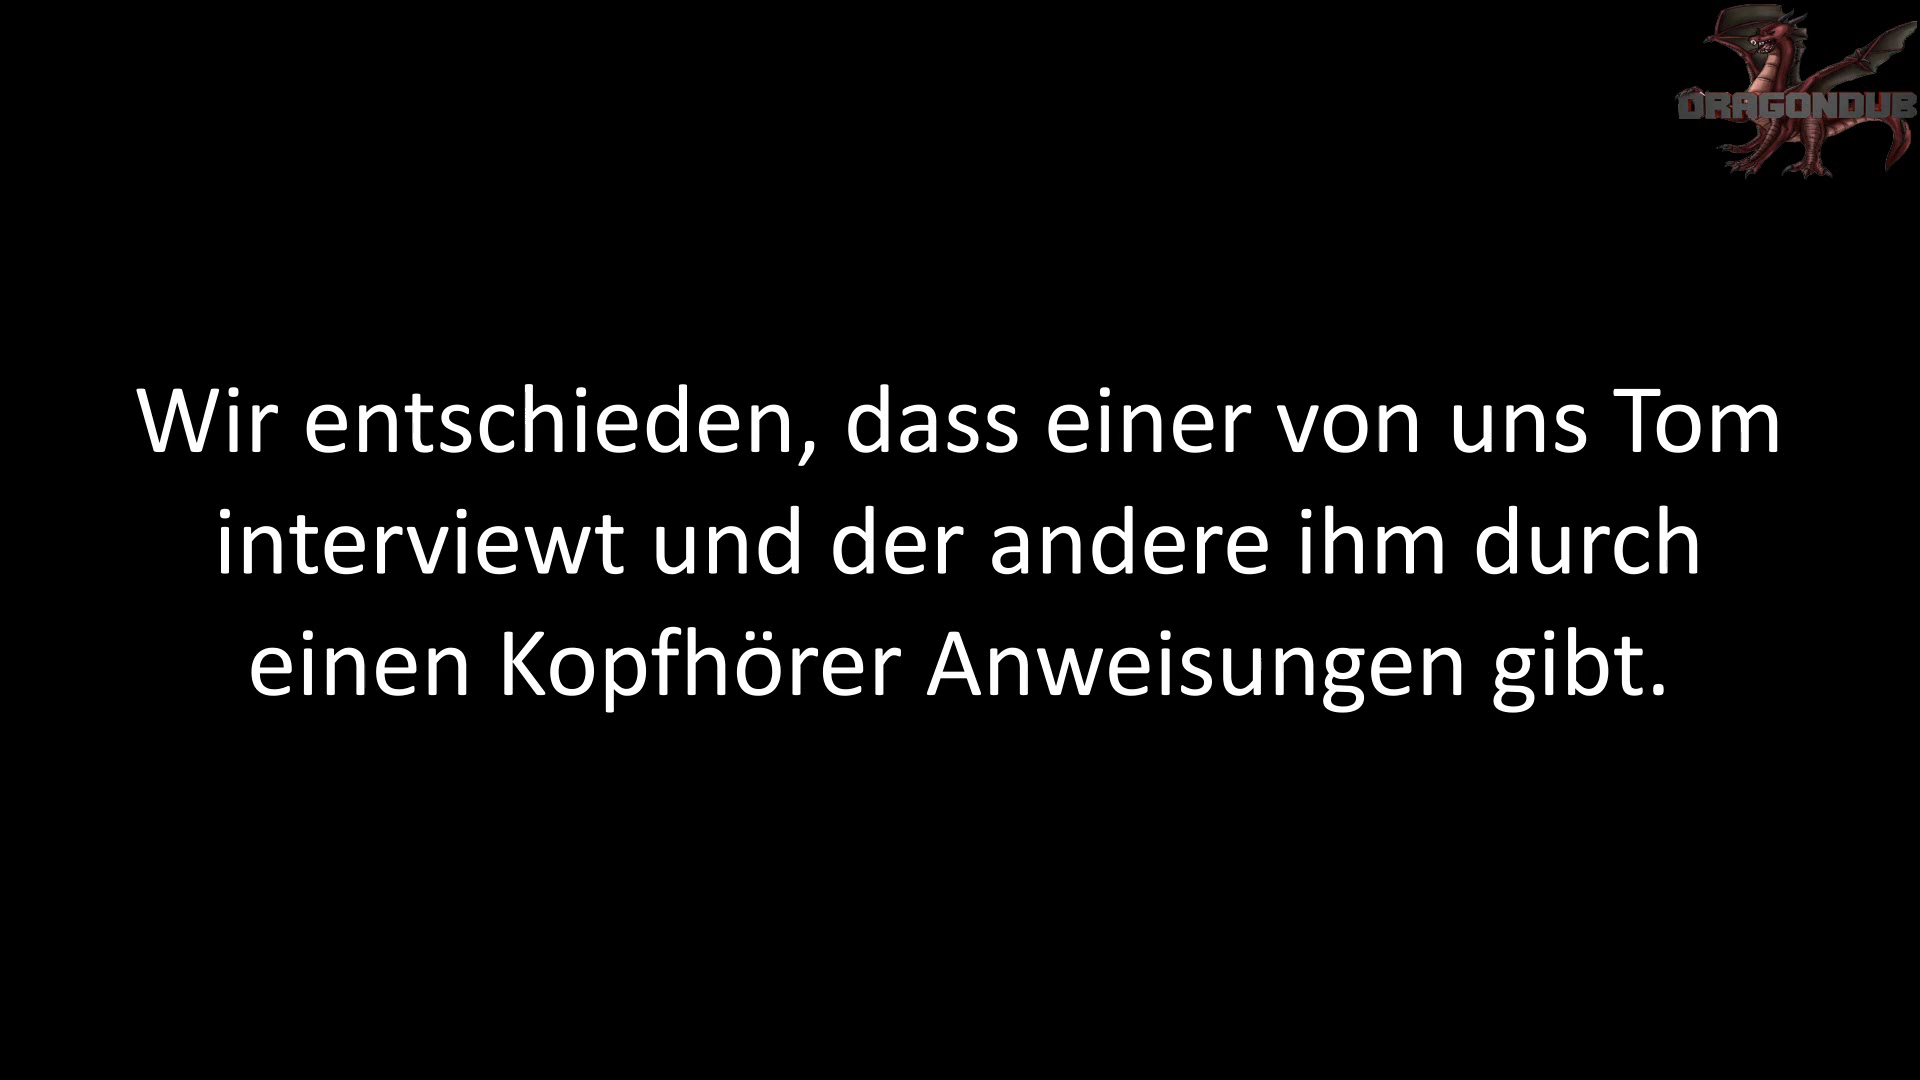 DRAGONDUB
Wir entschieden, dass einer von uns Tom
interviewt und der andere ihm durch
einen Kopfhörer Anweisungen gibt.